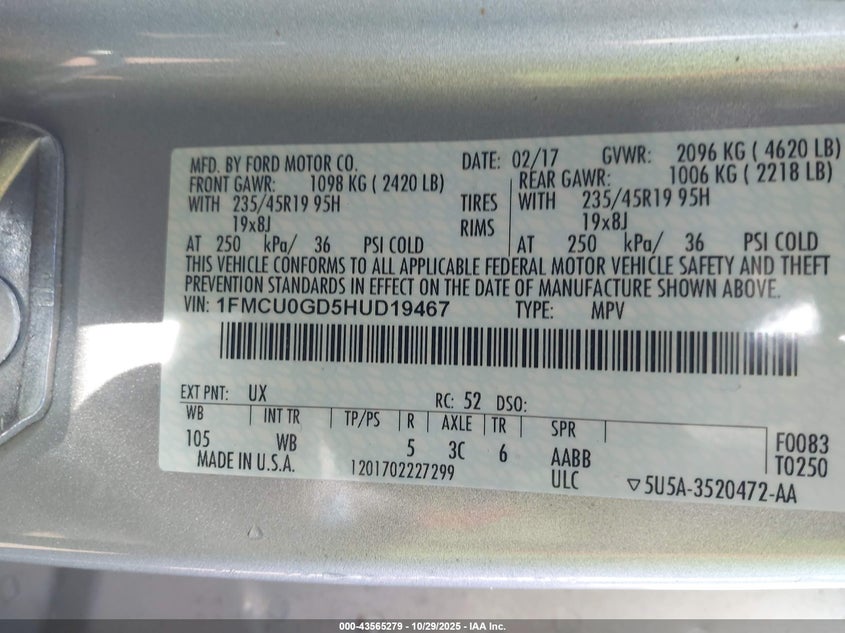 MFD. BY FORD MOTOR CO. DATE: 02/17 GVWR: 2096 KG ( 4620 LB)
FRONT GAWR: 1098 KG ( 2420 LB) REAR GAWR: 1006 KG ( 2218 LB)
WITH 235/45R19 95H TIRES WITH 235/45R19 95H
19x8J RIMS 19x8J
AT 250 kPa/ 36 PSI COLD AT 250 kPa/ 36 PSI COLD
THIS VEHICLE CONFORMS TO ALL APPLICABLE FEDERAL MOTOR VEHICLE SAFETY AND THEFT
PREVENTION STANDARDS IN EFFECT ON THE DATE OF MANUFACTURE SHOWN ABOVE.
VIN: 1FMCU0GD5HUD19467 TYPE: MPV
EXT PNT: UX RC: 52 DSO:
WB INT TR TP/PS R AXLE TR SPR
105 WB 5 3C 6 AABB F0083
MADE IN U.S.A. 1201702227299 ULC T0250
▽5U5A-3520472-AA
000-43565279 | 10/29/2025 | IAA Inc.